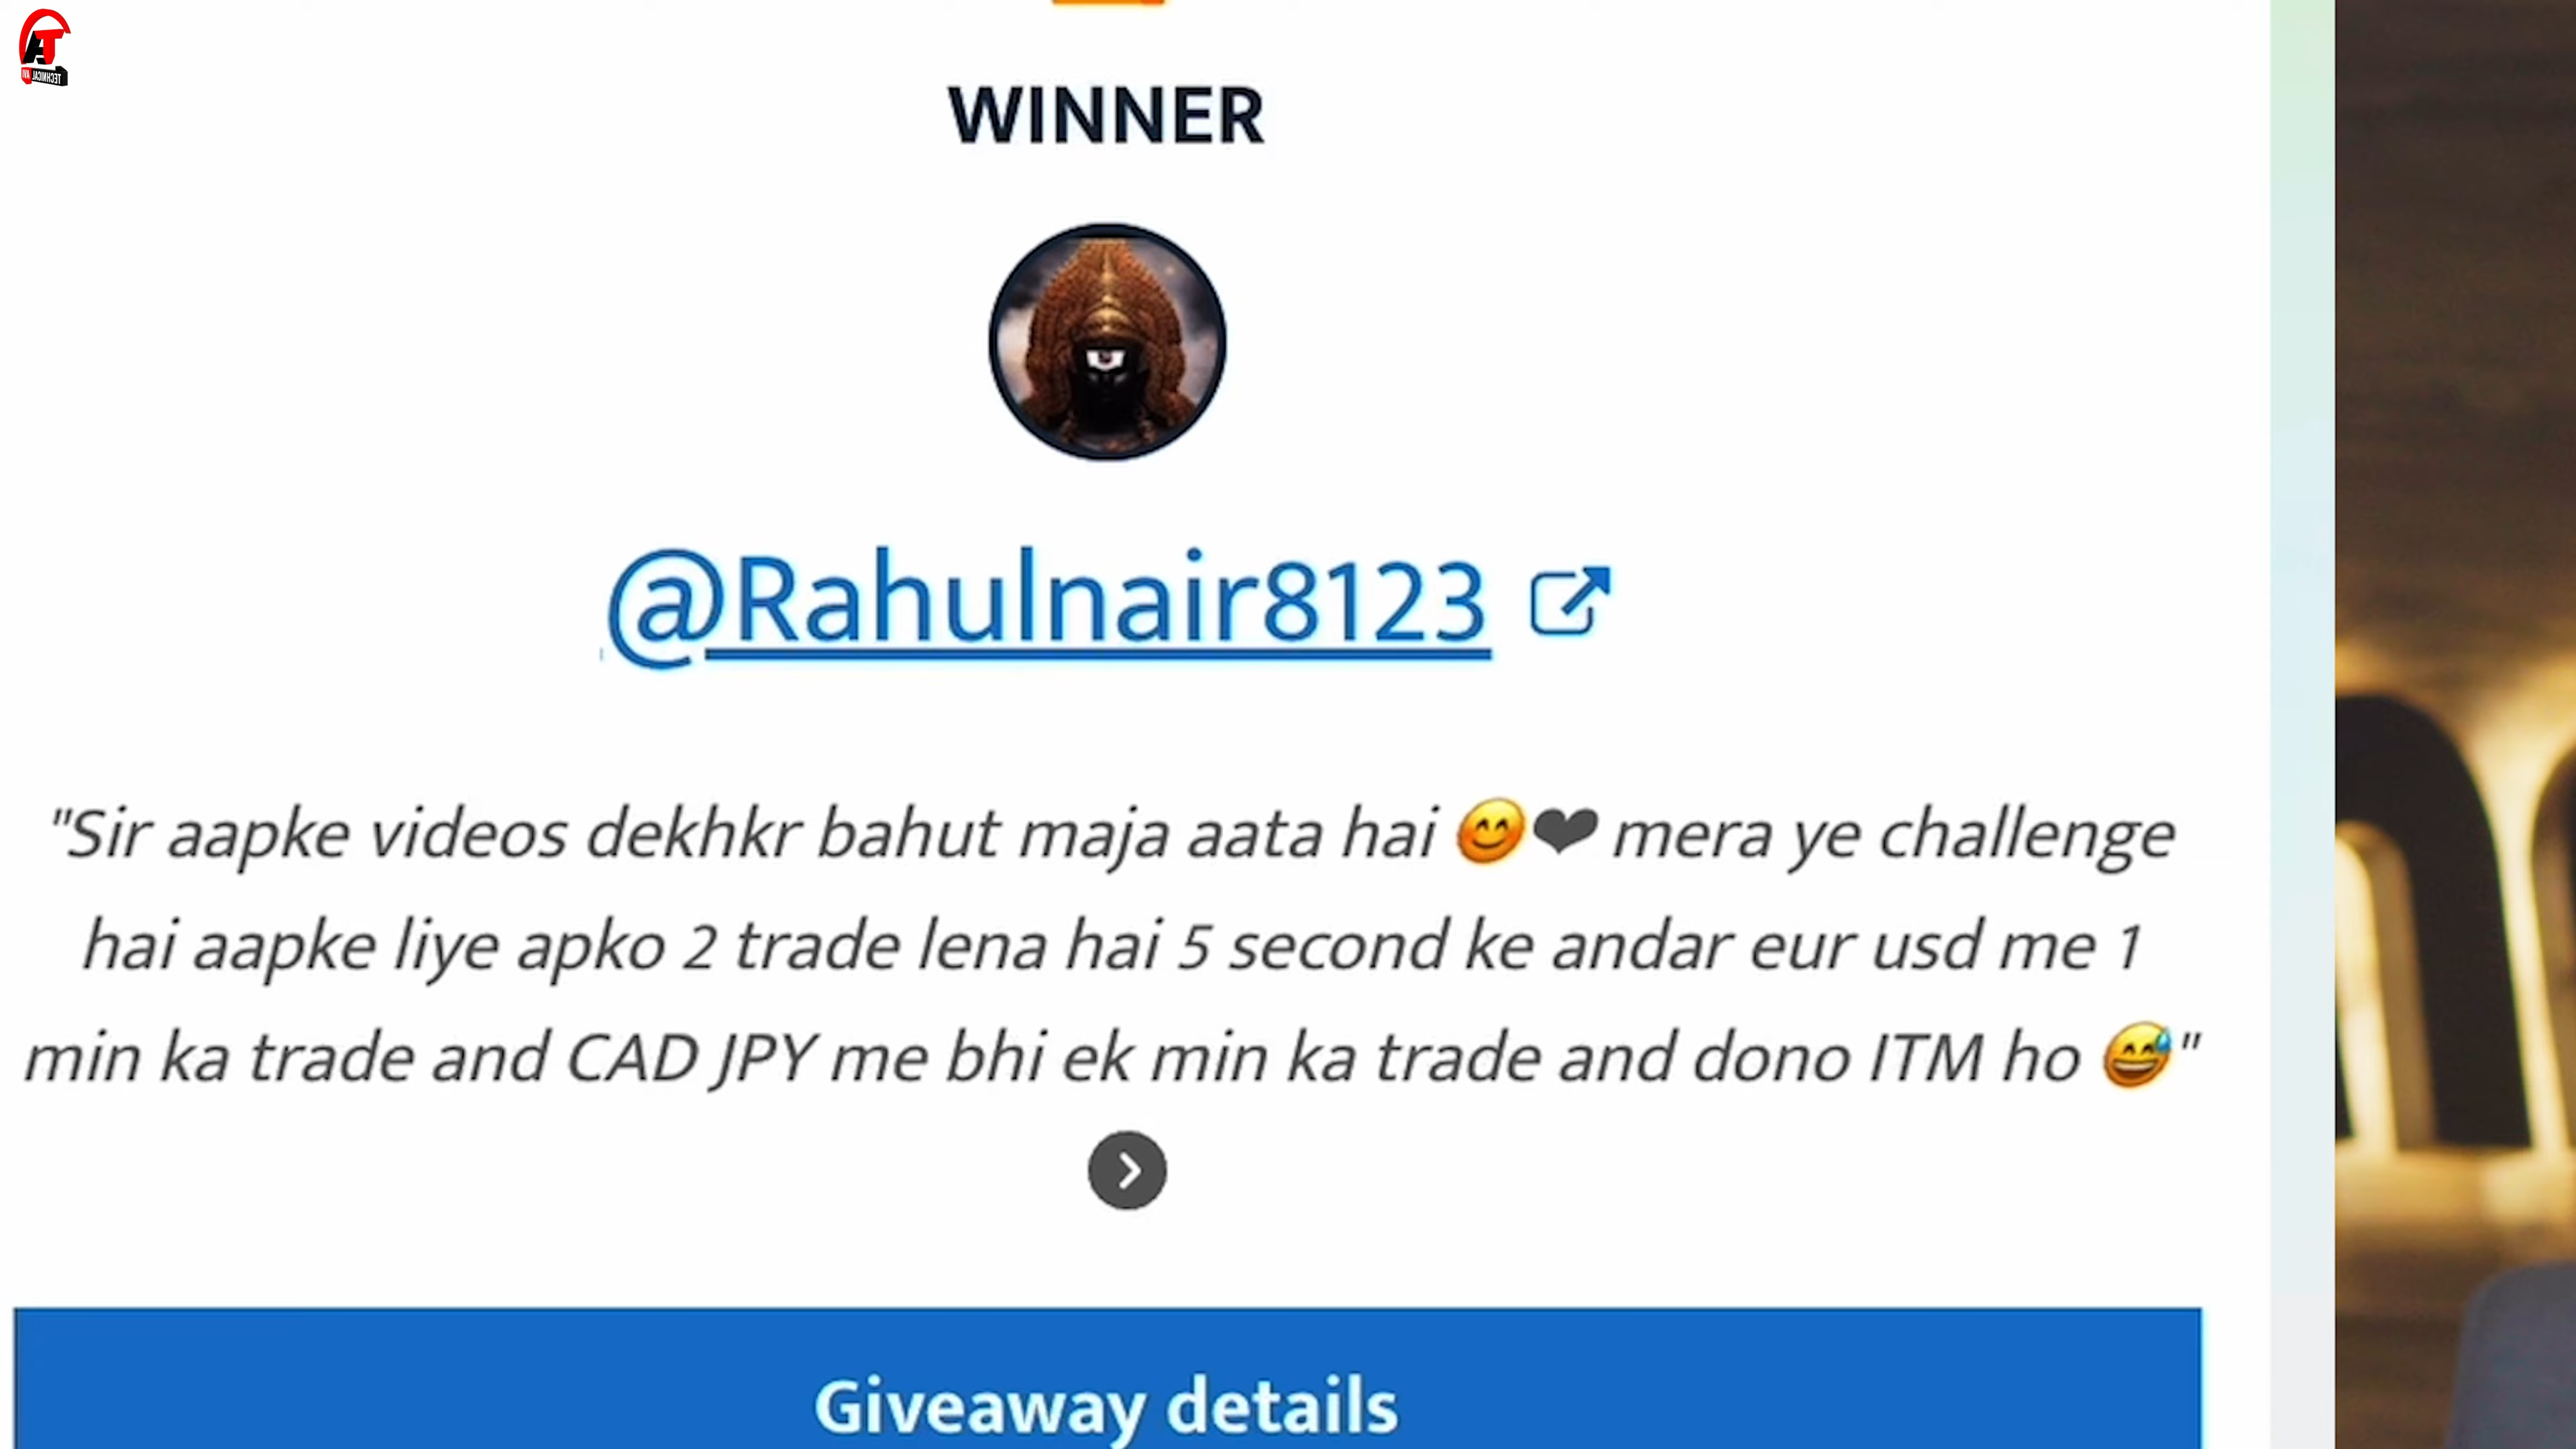 WINNER
@Rahulnair8123
"Sir aapke videos dekhkr bahut maja aata hai 😊❤ mera ye challenge
hai aapke liye apko 2 trade lena hai 5 second ke andar eur usd me 1
min ka trade and CAD JPY me bhi ek min ka trade and dono ITM ho 😅"
Giveaway details
AT
TECHNICAL